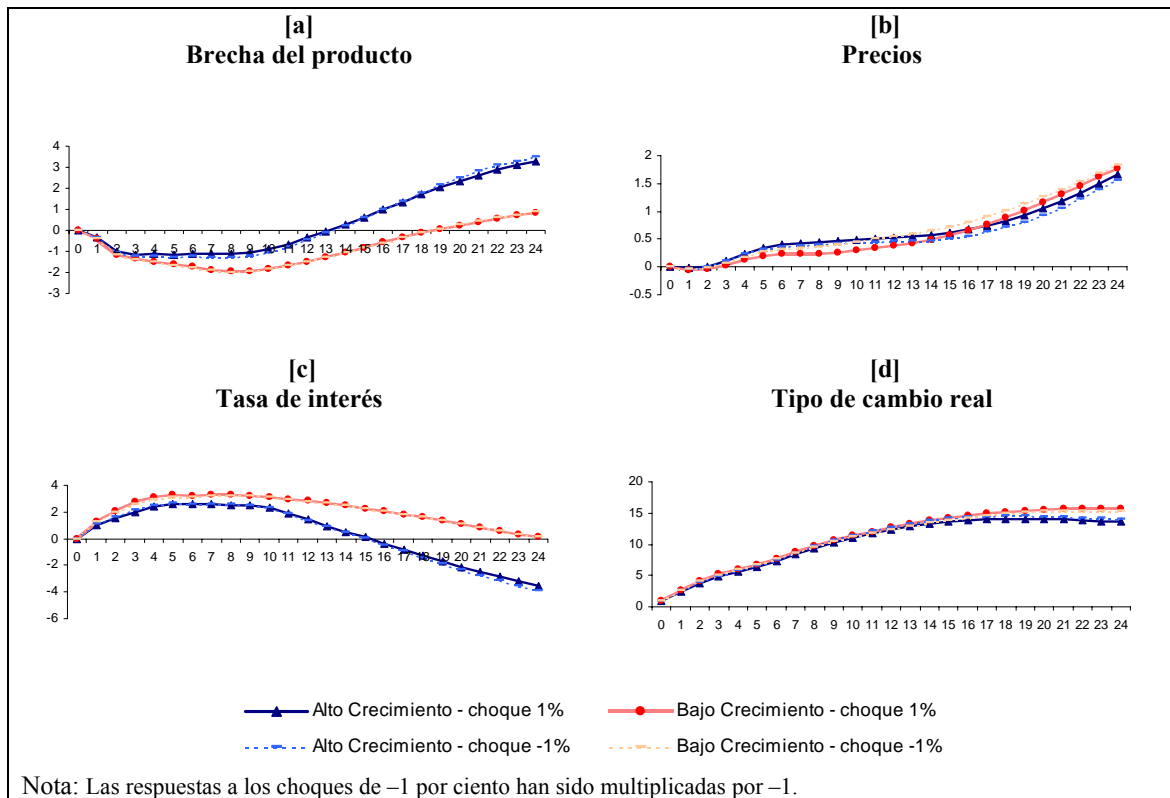 [a]
Brecha del producto
4
3
2
1
0
-1
-2
-3
0 1 2 3 4 5 6 7 8 9 10 11 12 13 14 15 16 17 18 19 20 21 22 23 24
[b]
Precios
2
1.5
1
0.5
0
-0.5
0 1 2 3 4 5 6 7 8 9 10 11 12 13 14 15 16 17 18 19 20 21 22 23 24
[c]
Tasa de interés
4
2
0
-2
-4
-6
0 1 2 3 4 5 6 7 8 9 10 11 12 13 14 15 16 17 18 19 20 21 22 23 24
[d]
Tipo de cambio real
20
15
10
5
0
0 1 2 3 4 5 6 7 8 9 10 11 12 13 14 15 16 17 18 19 20 21 22 23 24
Alto Crecimiento - choque 1%
Bajo Crecimiento - choque 1%
Alto Crecimiento - choque -1%
Bajo Crecimiento - choque -1%
Nota: Las respuestas a los choques de –1 por ciento han sido multiplicadas por –1.